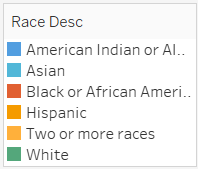 Race Desc
American Indian or Al..
Asian
Black or African Ameri..
Hispanic
Two or more races
White